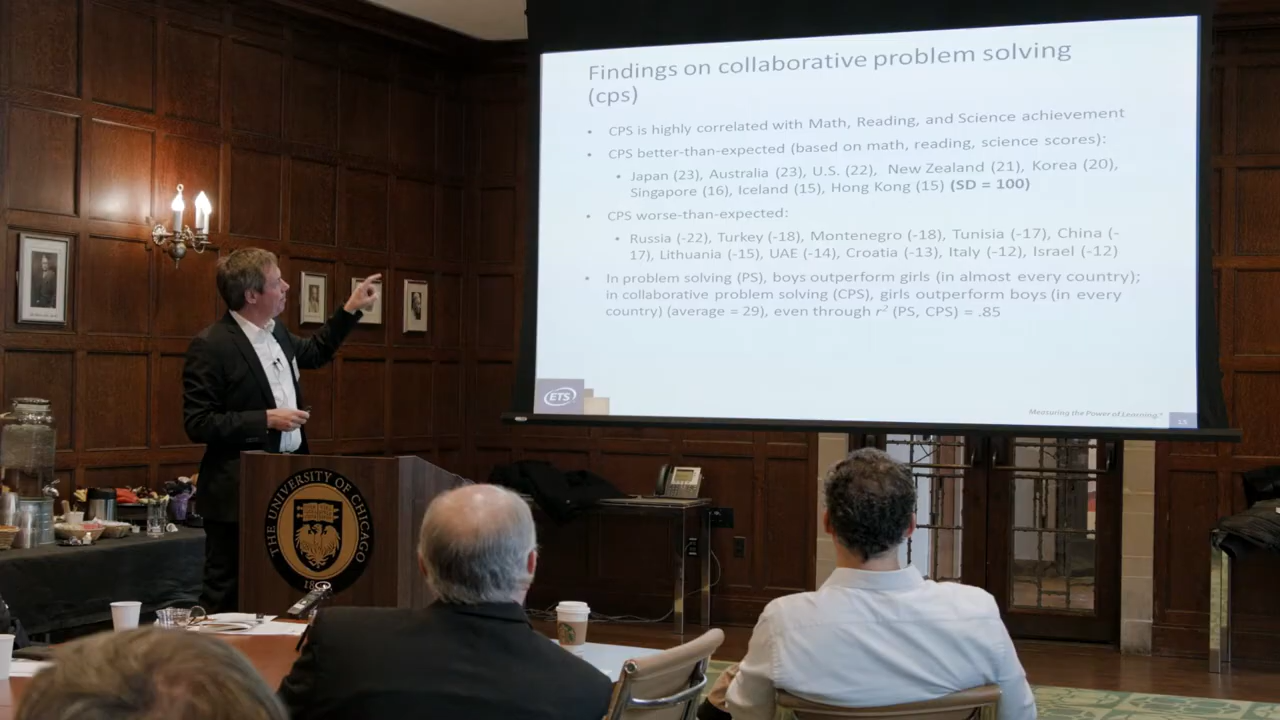 Findings on collaborative problem solving
(cps)
• CPS is highly correlated with Math, Reading, and Science achievement
• CPS better-than-expected (based on math, reading, science scores):
• Japan (23), Australia (23), U.S. (22), New Zealand (21), Korea (20),
Singapore (16), Iceland (15), Hong Kong (15) (SD = 100)
• CPS worse-than-expected:
• Russia (-22), Turkey (-18), Montenegro (-18), Tunisia (-17), China (-
17), Lithuania (-15), UAE (-14), Croatia (-13), Italy (-12), Israel (-12)
• In problem solving (PS), boys outperform girls (in almost every country);
in collaborative problem solving (CPS), girls outperform boys (in every
country) (average = 29), even through r² (PS, CPS) = .85
ETS
Measuring the Power of Learning.®
THE UNIVERSITY OF CHICAGO